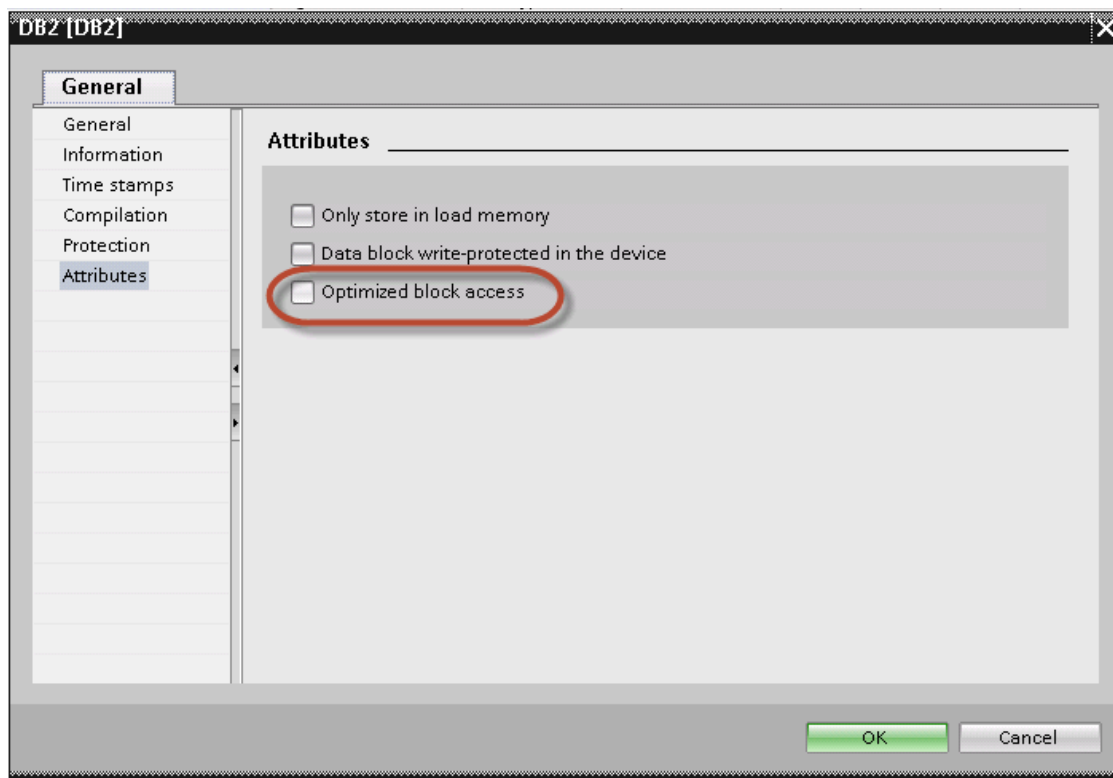 DB2 [DB2]
General
General
Information
Time stamps
Compilation
Protection
Attributes
Attributes
Only store in load memory
Data block write-protected in the device
Optimized block access
OK
Cancel